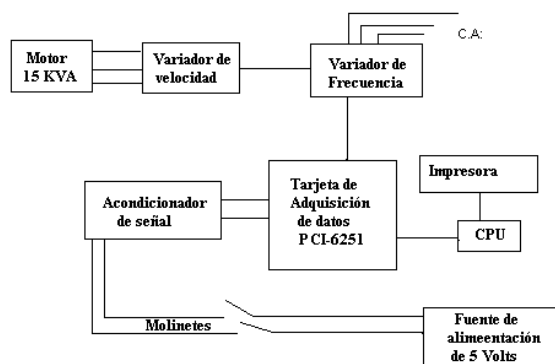 C.A:
Motor
15 KVA
Variador de
velocidad
Variador de
Frecuencia
Tarjeta de
Adquisición
de datos
PCI-6251
Impresora
Acondicionador
de señal
CPU
Molinetes
Fuente de
alimeentación
de 5 Volts